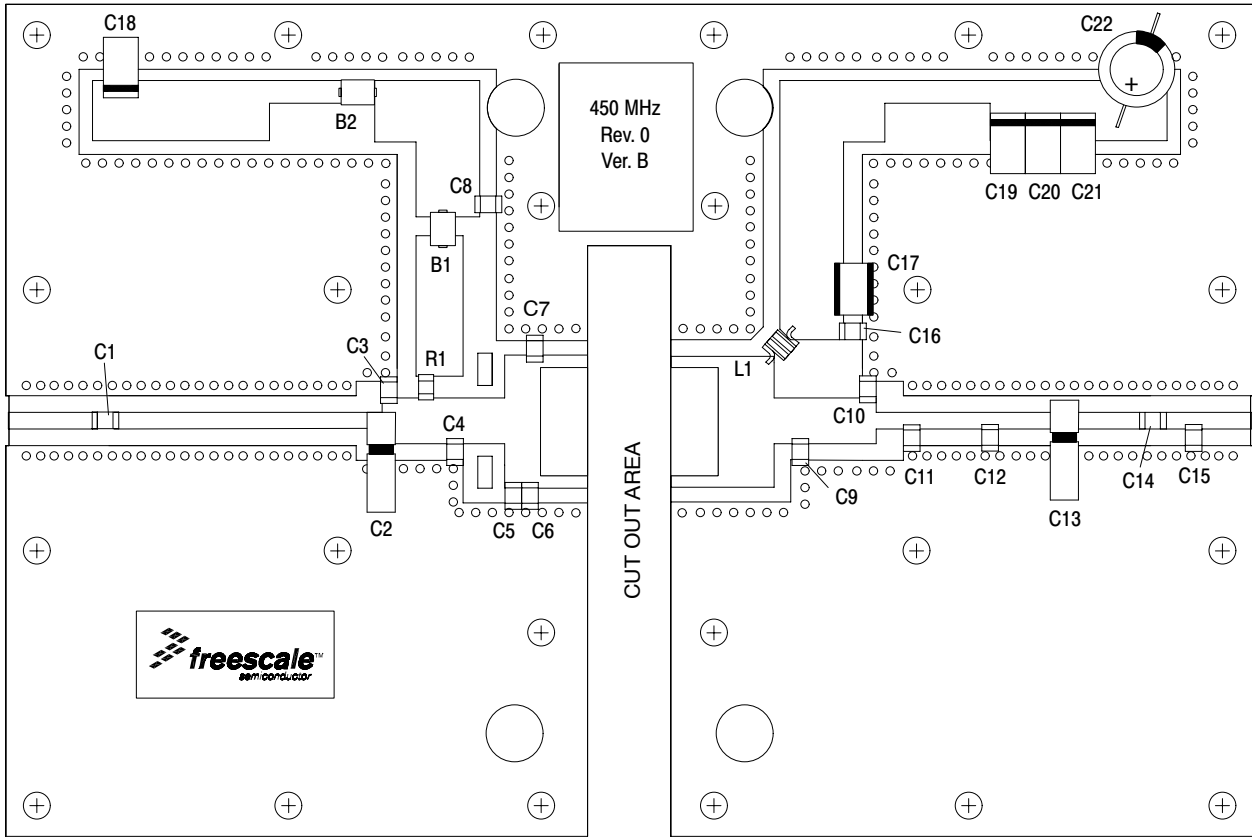 C18
C22
B2
450 MHz
Rev. 0
Ver. B
C8
C19
C20
C21
B1
C17
C7
C16
C1
C3
R1
L1
C10
C4
C2
C5
C6
C9
C11
C12
C13
C14
C15
CUT OUT AREA
+
freescale™
semiconductor